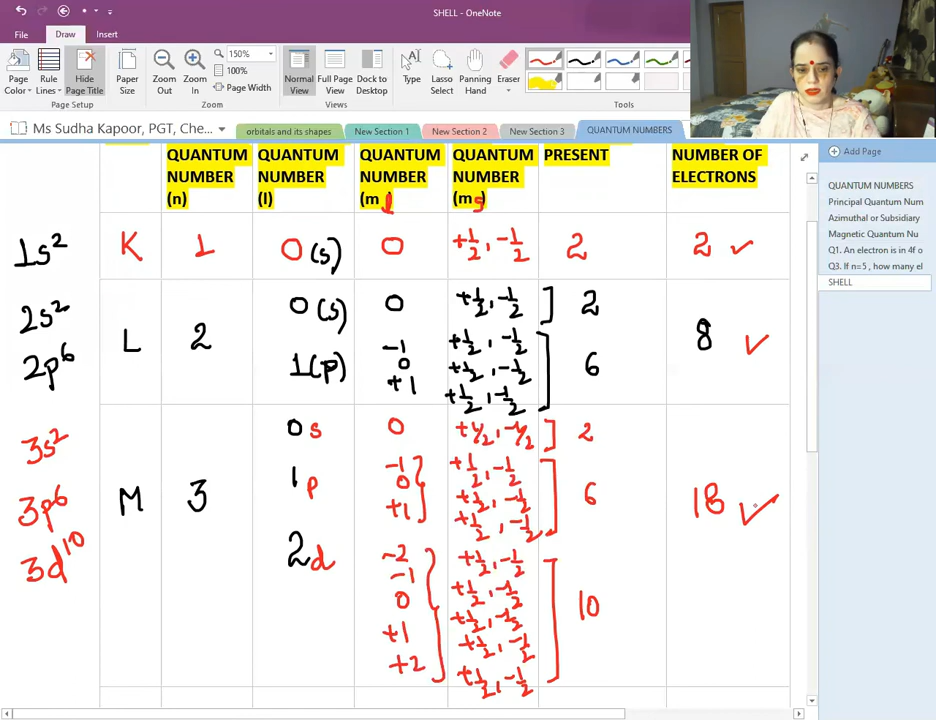 SHELL - OneNote
File
Draw
Insert
Page Color
Rule Lines
Hide Page Title
Paper Size
Zoom Out
Zoom In
150%
100%
Page Width
Normal View
Full Page View
Dock to Desktop
Type
Lasso Select
Panning Hand
Eraser
Page Setup
Zoom
Views
Tools
Ms Sudha Kapoor, PGT, Che...
orbitals and its shapes
New Section 1
New Section 2
New Section 3
QUANTUM NUMBERS
Add Page
QUANTUM NUMBERS
Principal Quantum Num
Azimuthal or Subsidiary
Magnetic Quantum Nu
Q1. An electron is in 4f o
Q3. If n=5 , how many el
SHELL
QUANTUM NUMBER (n)
QUANTUM NUMBER (l)
QUANTUM NUMBER (ml
QUANTUM NUMBER (ms
PRESENT
NUMBER OF ELECTRONS
1s² K 1 0 (s) 0 +1/2, -1/2 2 2 ✓
2s² 0 (s) 0 +1/2, -1/2 ] 2
L 2 8 ✓
2p⁶ 1 (p) -1 +1/2, -1/2
0 +1/2, -1/2 6
+1 +1/2, -1/2
3s² 0 s 0 +1/2, -1/2 ] 2
3p⁶ 1 p -1 +1/2, -1/2
0 +1/2, -1/2 6
+1 +1/2, -1/2
M 3 18 ✓
3d¹⁰ 2 d -2 +1/2, -1/2
-1 +1/2, -1/2
0 +1/2, -1/2 10
+1 +1/2, -1/2
+2 +1/2, -1/2